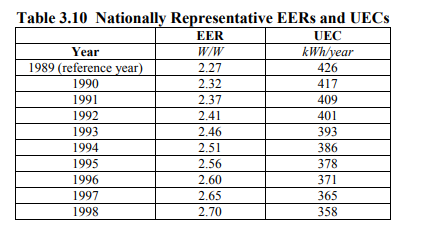 Table 3.10 Nationally Representative EERs and UECs
EER UEC
Year W/W kWh/year
1989 (reference year) 2.27 426
1990 2.32 417
1991 2.37 409
1992 2.41 401
1993 2.46 393
1994 2.51 386
1995 2.56 378
1996 2.60 371
1997 2.65 365
1998 2.70 358